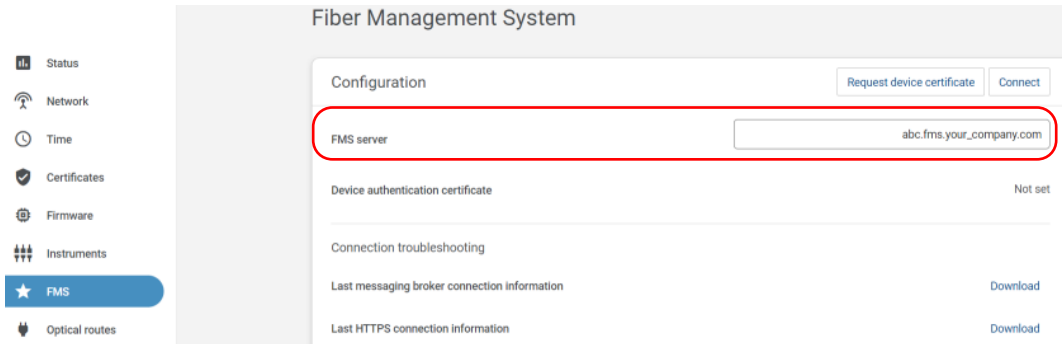 Fiber Management System
Status
Network
Time
Certificates
Firmware
Instruments
FMS
Optical routes
Configuration
Request device certificate
Connect
FMS server
abc.fms.your_company.com
Device authentication certificate
Not set
Connection troubleshooting
Last messaging broker connection information
Download
Last HTTPS connection information
Download